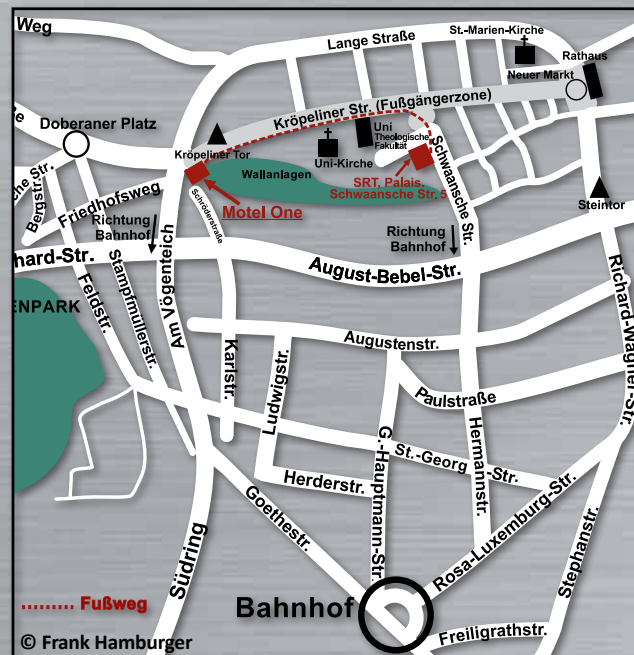 Weg
Lange Straße
St.-Marien-Kirche
Rathaus
Neuer Markt
Kröpeliner Str. (Fußgängerzone)
Doberaner Platz
Kröpeliner Tor
Uni-Kirche
Uni
Theologische
Fakultät
Schwaansche Str.
Wallanlagen
SRT, Palais,
Schwaansche Str. 5
Motel One
Schröderstraße
Steintor
che Str.
Bergstr.
Friedhofsweg
Richtung
Bahnhof
Richtung
Bahnhof
hard-Str.
August-Bebel-Str.
Richard-Wagner-Str.
ENPARK
Feldstr.
Stampfmüllerstr.
Am Vögenteich
Karlstr.
Augustenstr.
Ludwigstr.
Paulstraße
Hermannstr.
G.-Hauptmann-Str.
St.-Georg-Str.
Herderstr.
Goethestr.
Südring
Rosa-Luxemburg-Str.
Stephanstr.
Fußweg
Bahnhof
Freiligrathstr.
© Frank Hamburger